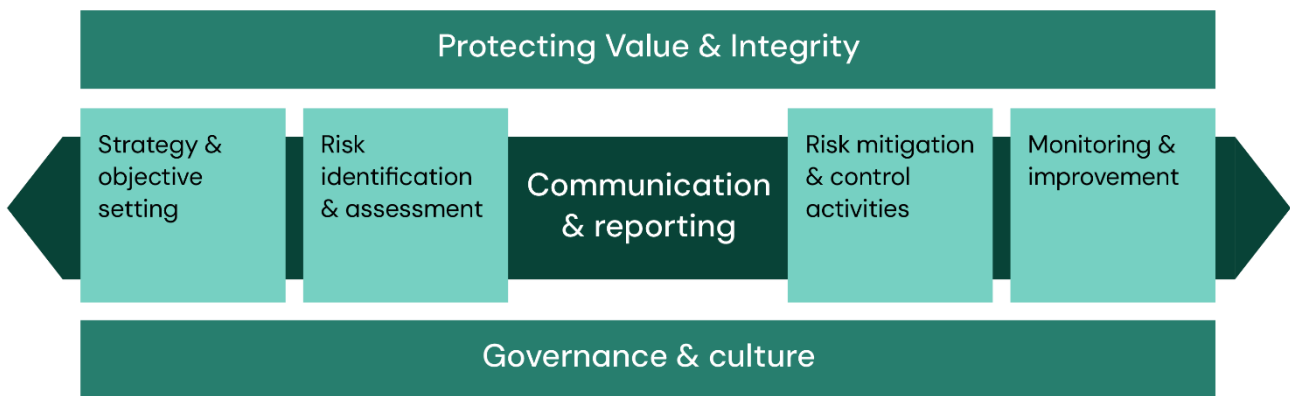 Protecting Value & Integrity
Strategy &
objective
setting
Risk
identification
& assessment
Communication
& reporting
Risk mitigation
& control
activities
Monitoring &
improvement
Governance & culture